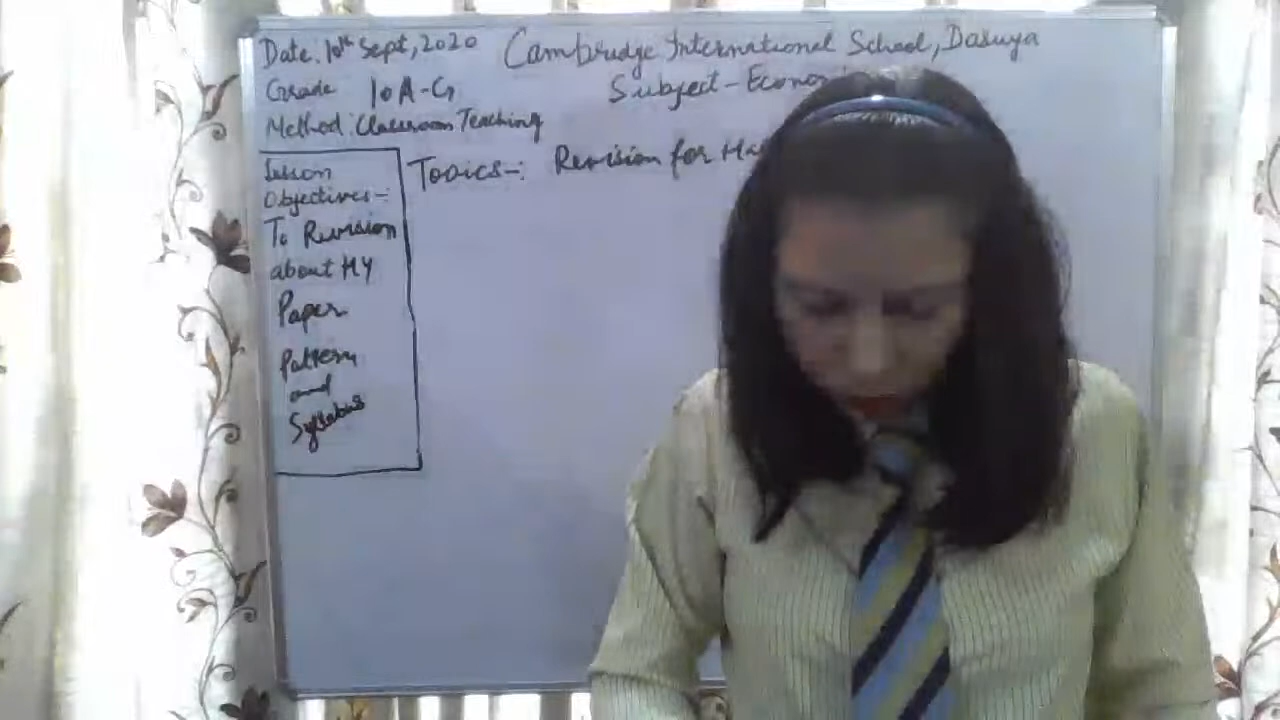 Date. 10th Sept, 2020
Cambridge International School, Dasuya
Grade 10 A-G
Subject - Econo
Method: Classroom Teaching
Topics-: Revision for Ha
Lesson
Objectives-:
To Revision
about HY
Paper
Pattern
and
Syllabus